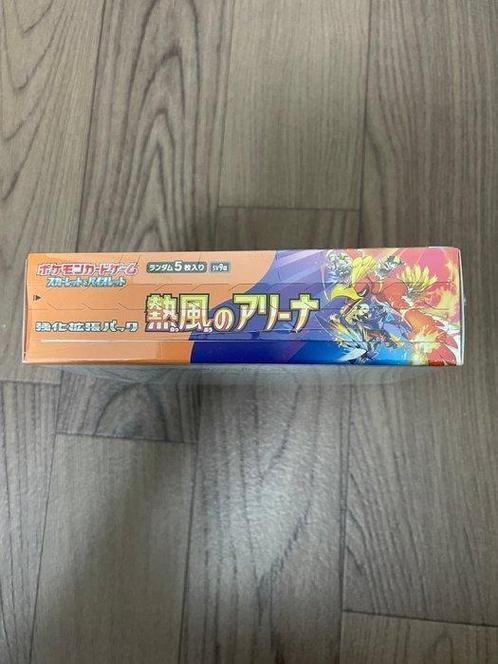 ポケモンカードゲーム
スカーレット&バイオレット
ランダム5枚入り
sv9a
強化拡張パック
熱風のアリーナ